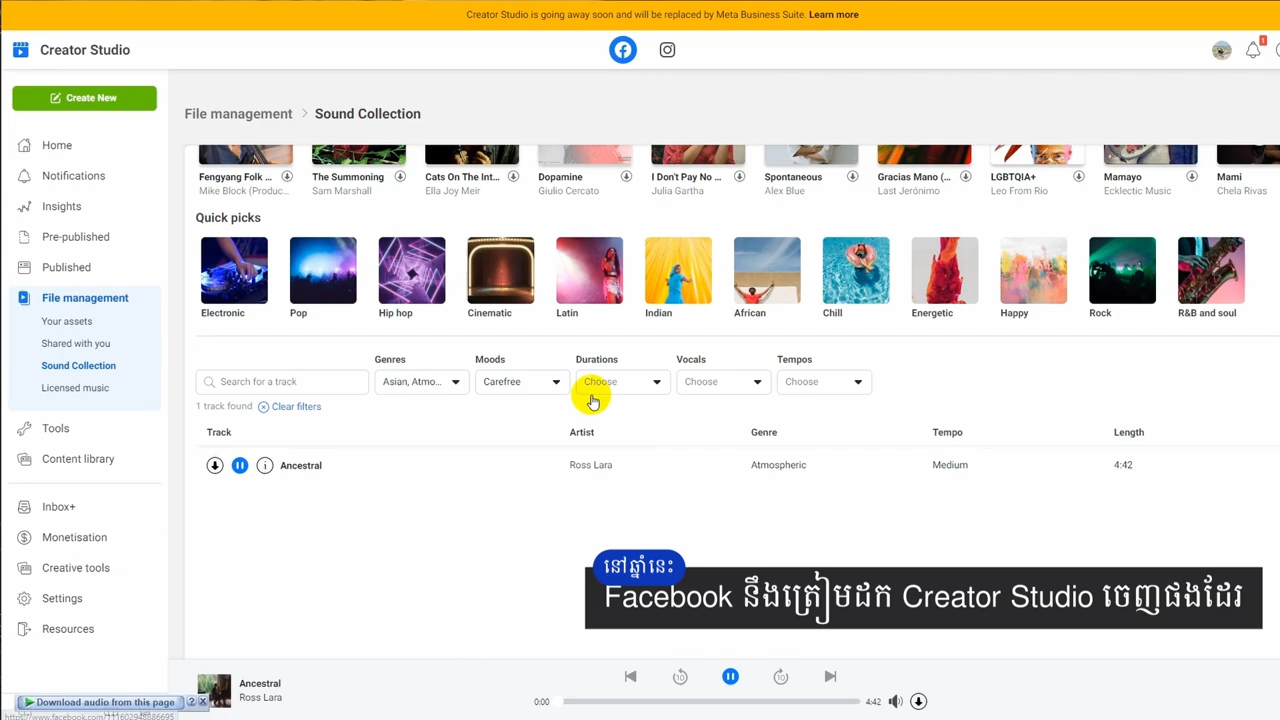 Creator Studio is going away soon and will be replaced by Meta Business Suite. Learn more
Creator Studio
1
Create New
Home
Notifications
Insights
Pre-published
Published
File management
Your assets
Shared with you
Sound Collection
Licensed music
Tools
Content library
Inbox+
Monetisation
Creative tools
Settings
Resources
File management > Sound Collection
Fengyang Folk ... The Summoning Cats On The Int... Dopamine I Don't Pay No ... Spontaneous Gracias Mano (... LGBTQIA+ Mamayo Mami
Mike Block (Produc... Sam Marshall Ella Joy Meir Giulio Cercato Julia Gartha Alex Blue Last Jerónimo Leo From Rio Ecklectic Music Chela Rivas
Quick picks
Electronic Pop Hip hop Cinematic Latin Indian African Chill Energetic Happy Rock R&B and soul
Genres Moods Durations Vocals Tempos
Search for a track Asian, Atmo... Carefree Choose Choose Choose
1 track found Clear filters
Track Artist Genre Tempo Length
Ancestral Ross Lara Atmospheric Medium 4:42
នៅឆ្នាំនេះ
Facebook នឹងត្រៀមដក Creator Studio ចេញផងដែរ
Ancestral
Ross Lara
10 10
0:00 4:42
Download audio from this page ? X
https://www.facebook.com/111602948886695